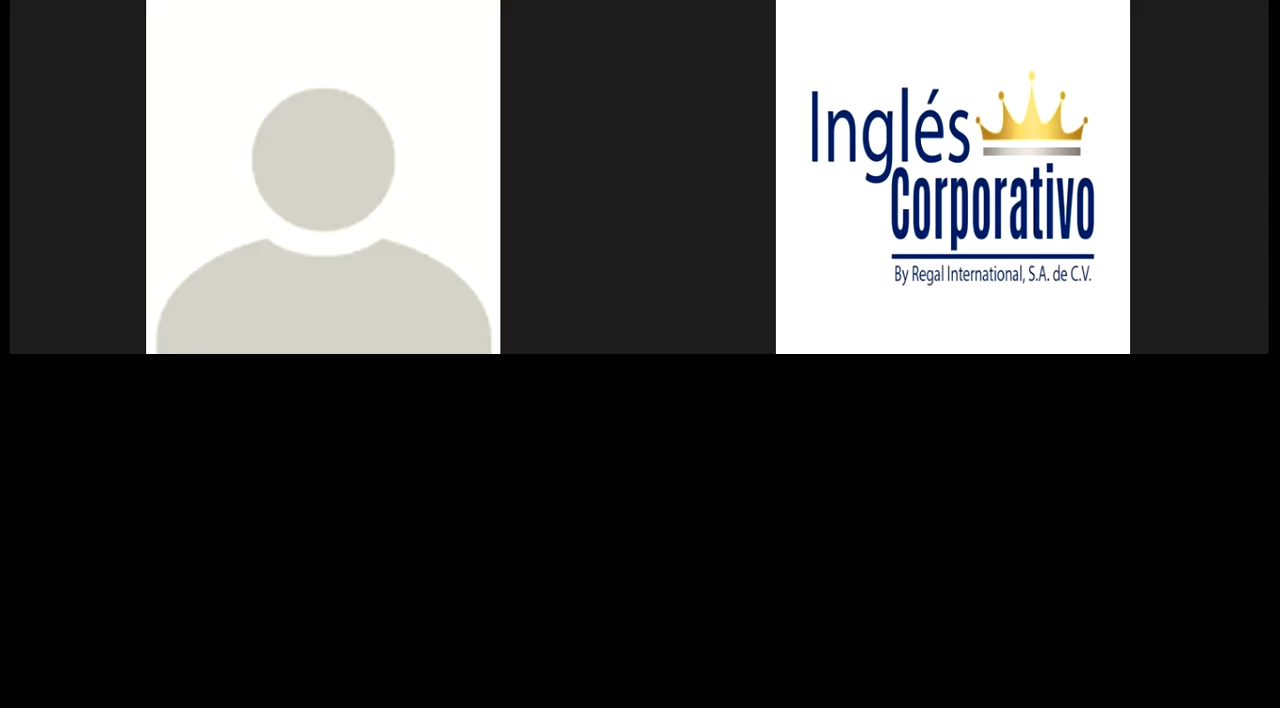 Inglés
Corporativo
By Regal International, S.A. de C.V.